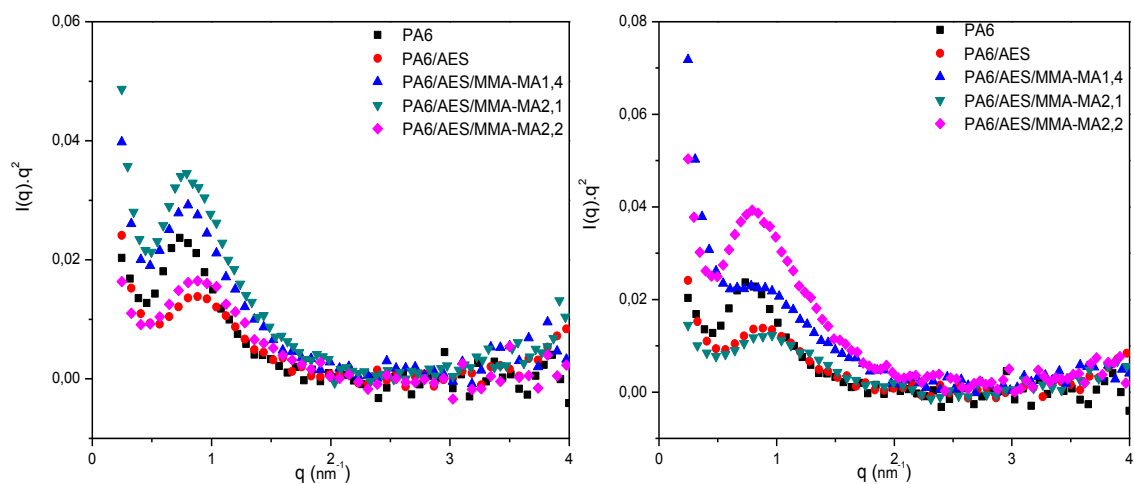 0,06
0,04
0,02
0,00
I(q).q²
PA6
PA6/AES
PA6/AES/MMA-MA1,4
PA6/AES/MMA-MA2,1
PA6/AES/MMA-MA2,2
0
1
2
3
4
q (nm⁻¹)
0,08
0,06
0,04
0,02
0,00
I(q).q²
PA6
PA6/AES
PA6/AES/MMA-MA1,4
PA6/AES/MMA-MA2,1
PA6/AES/MMA-MA2,2
0
1
2
3
4
q (nm⁻¹)